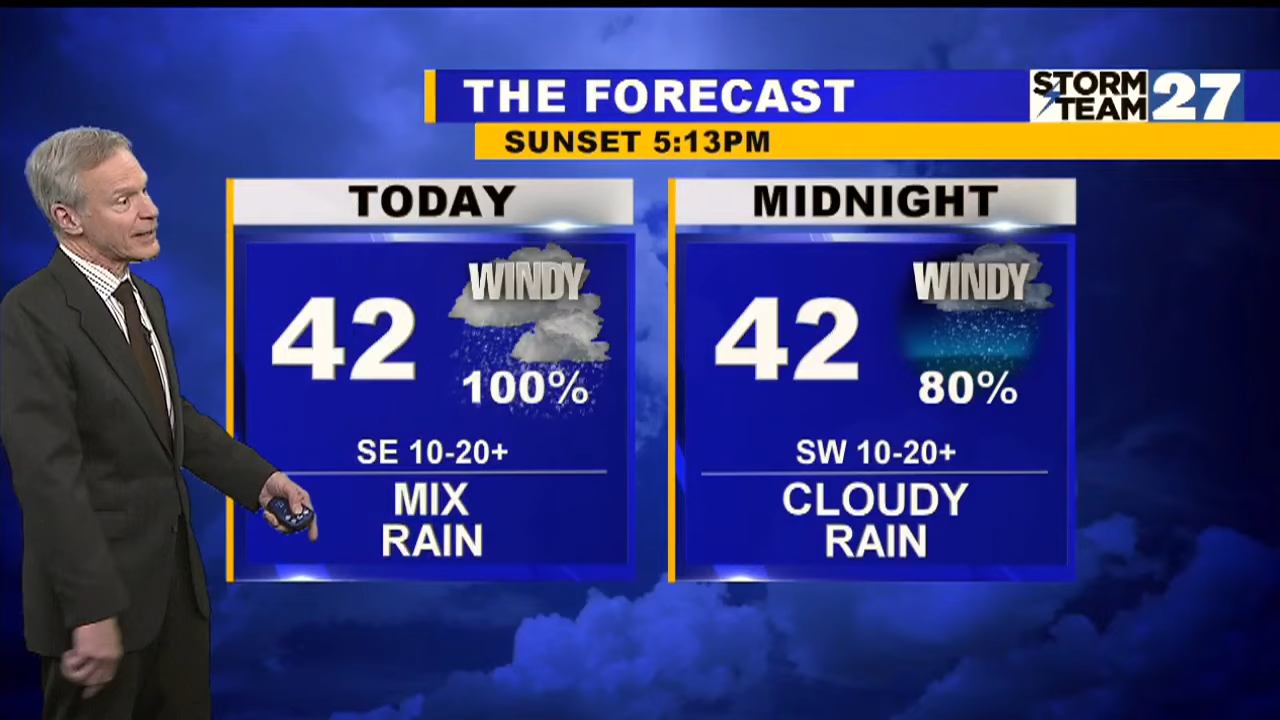 THE FORECAST
STORM TEAM 27
SUNSET 5:13PM
TODAY
WINDY
42
100%
SE 10-20+
MIX
RAIN
MIDNIGHT
WINDY
42
80%
SW 10-20+
CLOUDY
RAIN